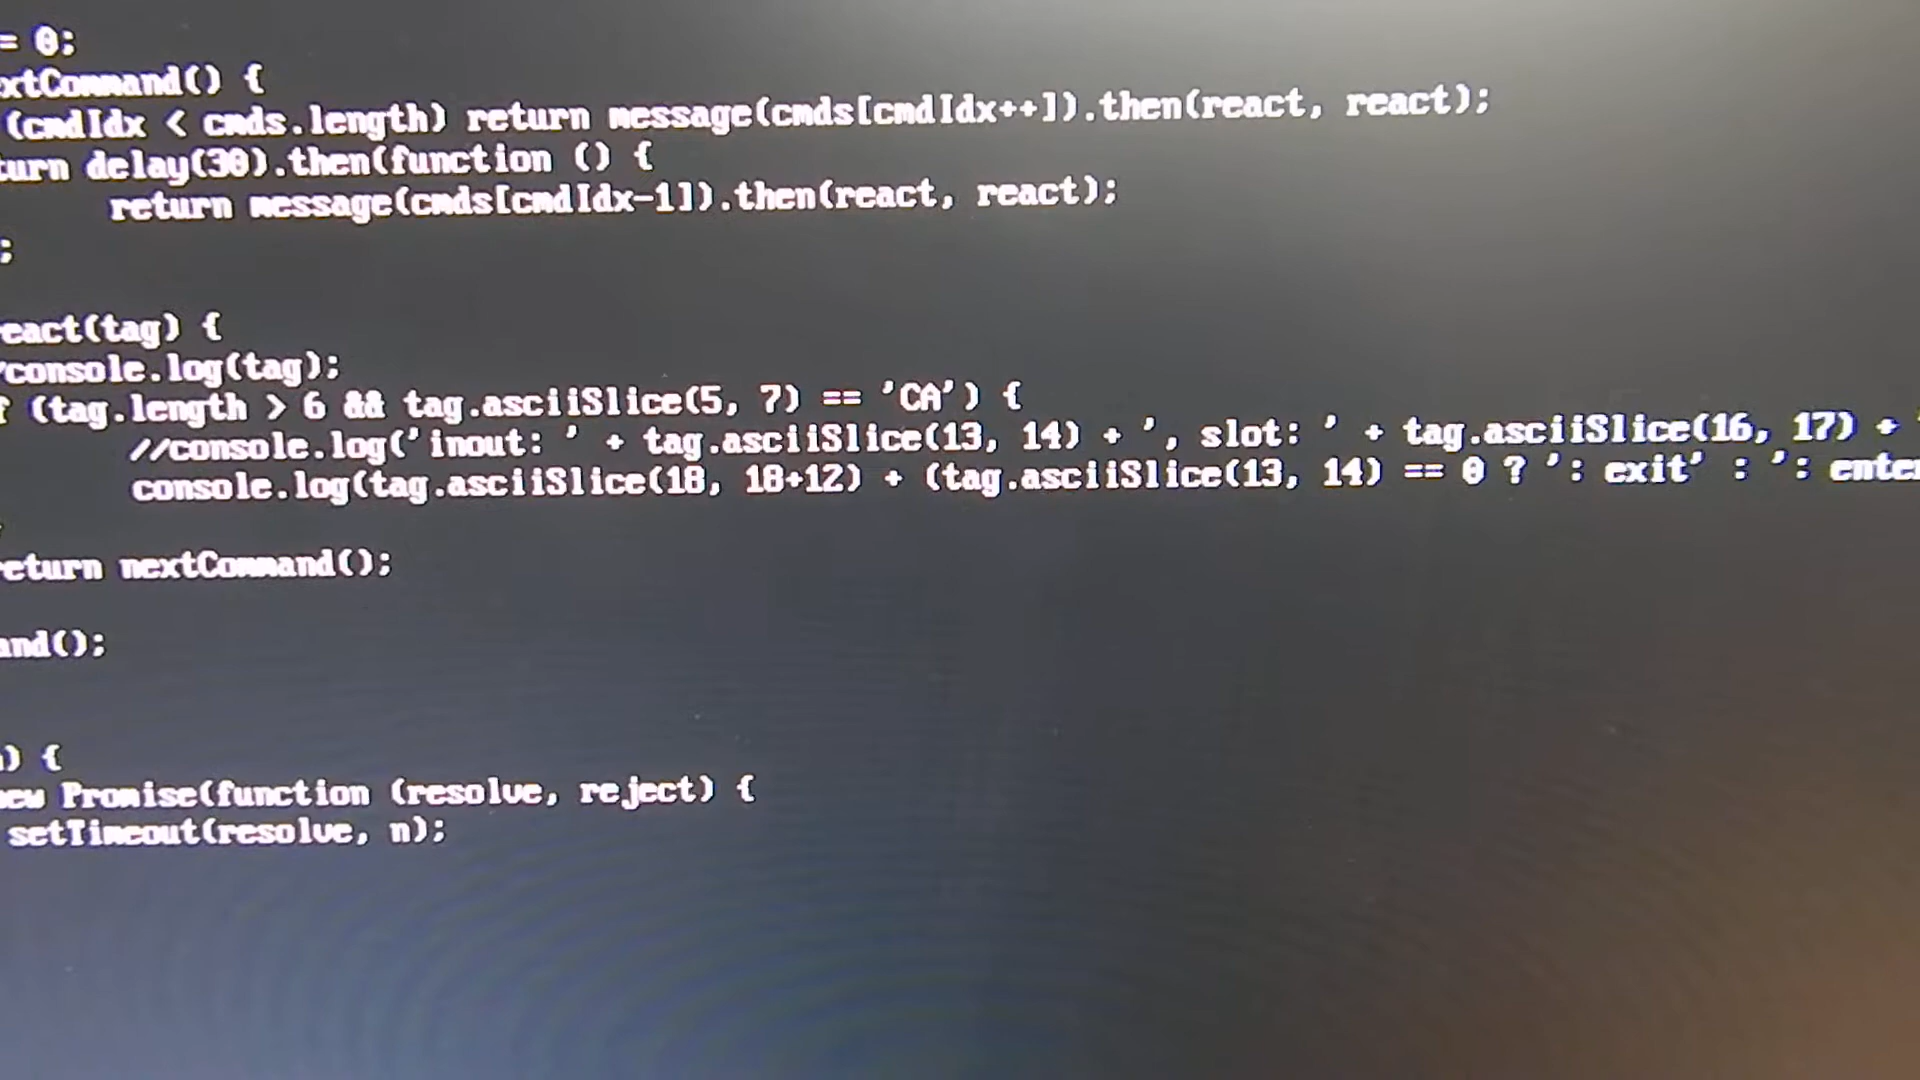 = 0;
xtCommand() {
(cmdIdx < cmds.length) return message(cmds[cmdIdx++]).then(react, react);
turn delay(30).then(function () {
return message(cmds[cmdIdx-1]).then(react, react);
;
eact(tag) {
/console.log(tag);
f (tag.length > 6 && tag.asciiSlice(5, 7) == 'CA') {
//console.log('inout: ' + tag.asciiSlice(13, 14) + ', slot: ' + tag.asciiSlice(16, 17) + '
console.log(tag.asciiSlice(18, 18+12) + (tag.asciiSlice(13, 14) == 0 ? ': exit' : ': enter
return nextCommand();
and();
) {
new Promise(function (resolve, reject) {
setTimeout(resolve, n);